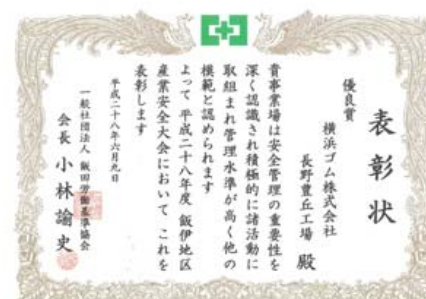 表彰状
優良賞
横浜ゴム株式会社
長野豊丘工場 殿
貴事業場は安全管理の重要性を
深く認識され積極的に諸活動に
取組まれ管理水準が高く他の
模範と認められます
よって 平成二十八年度 飯伊地区
産業安全大会において これを
表彰します
平成二十八年六月九日
一般社団法人 飯田労働基準協会
会長 小林諭史